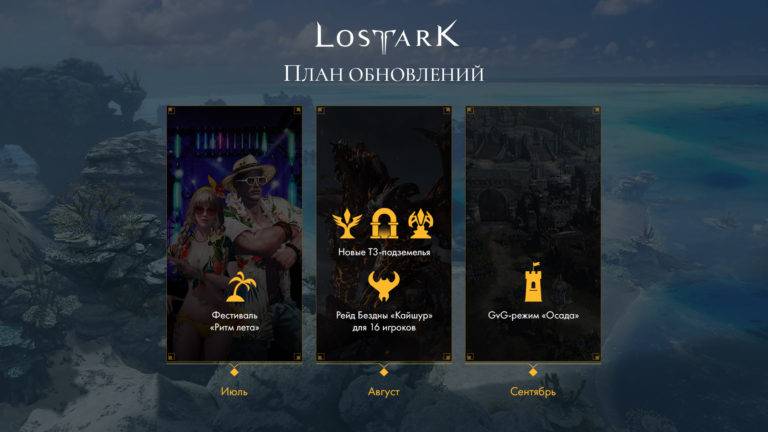 LOSTARK
ПЛАН ОБНОВЛЕНИЙ
Фестиваль
«Ритм лета»
Июль
Новые Т3-подземелья
Рейд Бездны «Кайшур»
для 16 игроков
Август
GvG-режим «Осада»
Сентябрь